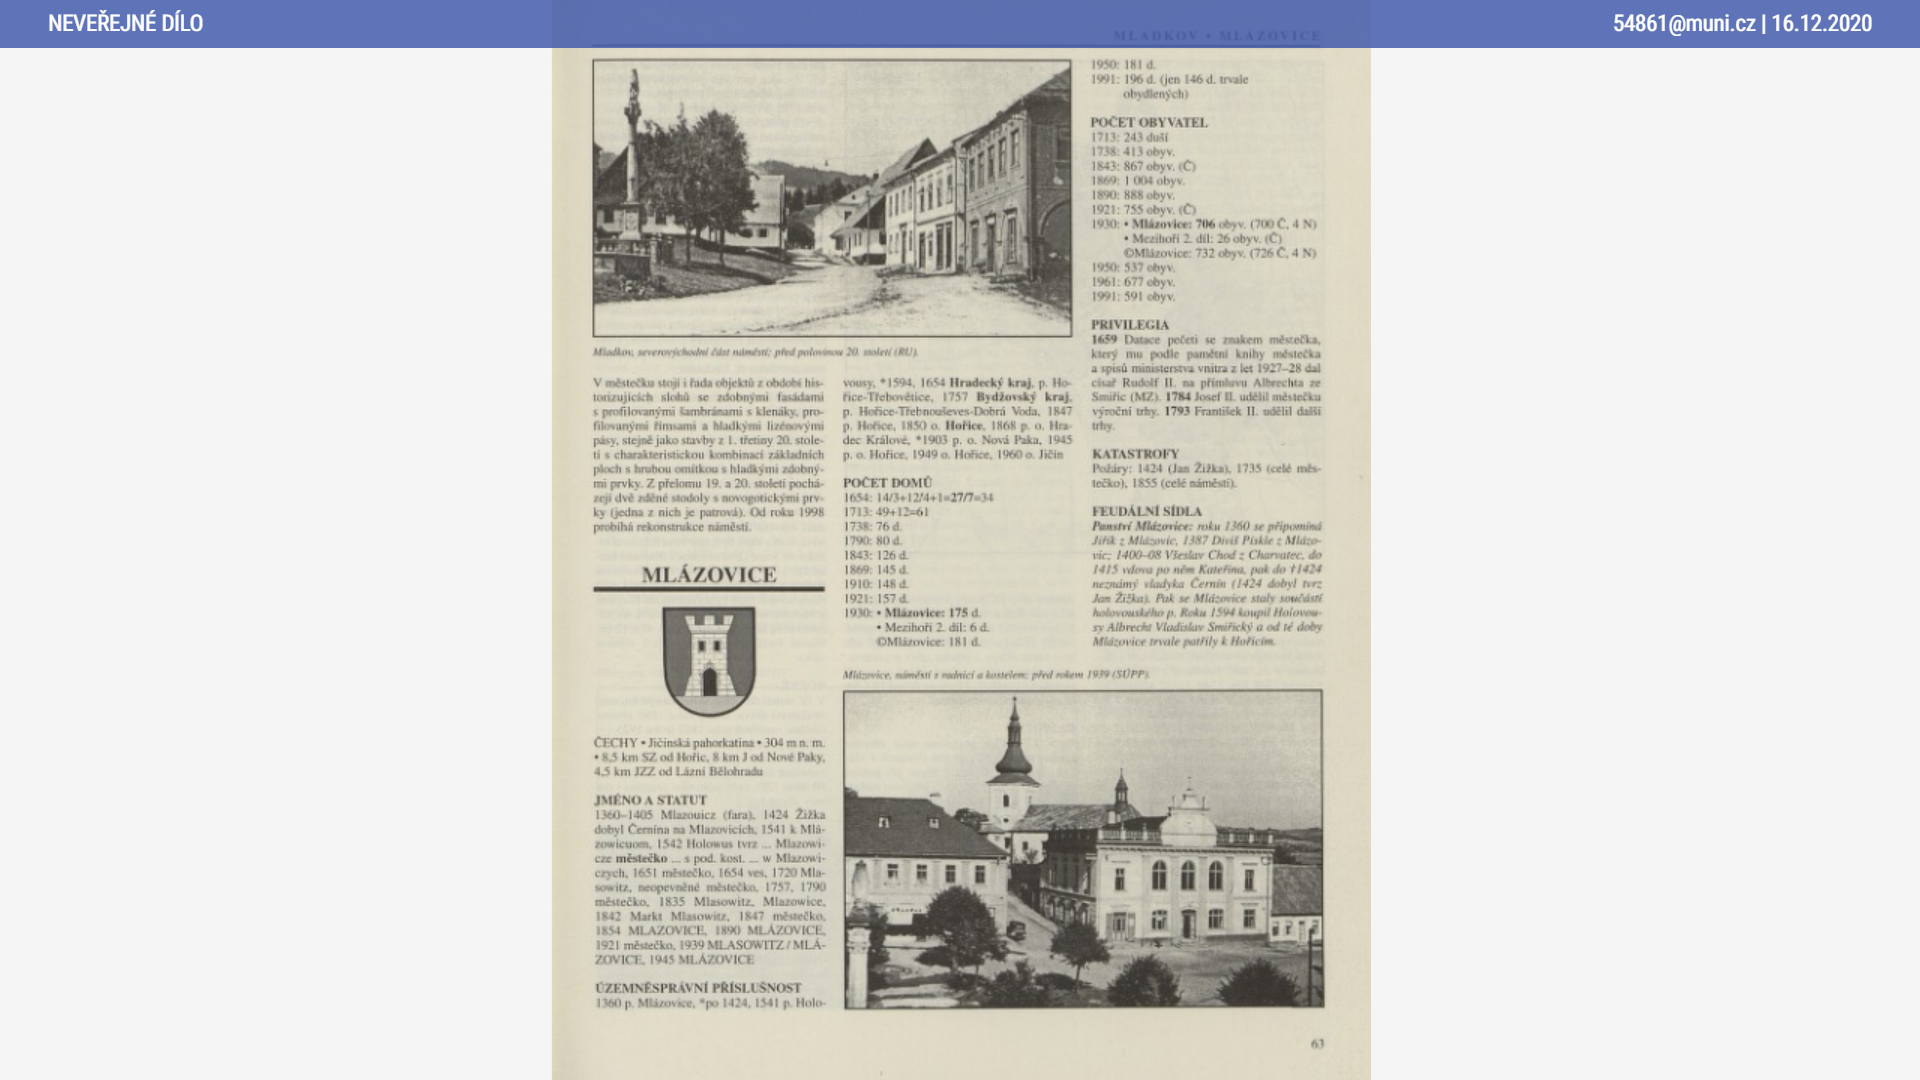 NEVEŘEJNÉ DÍLO
54861@muni.cz | 16.12.2020
MLADKOV • MLÁZOVICE
Mladkov, severovýchodní část náměstí; před polovinou 20. století (RU).
V městečku stojí i řada objektů z období his-
torizujících slohů se zdobnými fasádami
s profilovanými šambránami s klenáky, pro-
filovanými římsami a hladkými lizénovými
pásy, stejně jako stavby z 1. třetiny 20. stole-
tí s charakteristickou kombinací základních
ploch s hrubou omítkou s hladkými zdobný-
mi prvky. Z přelomu 19. a 20. století pochá-
zejí dvě zděné stodoly s novogotickými prv-
ky (jedna z nich je patrová). Od roku 1998
probíhá rekonstrukce náměstí.
MLÁZOVICE
ČECHY • Jičínská pahorkatina • 304 m n. m.
• 8,5 km SZ od Hořic, 8 km J od Nové Paky,
4,5 km JZZ od Lázní Bělohradu
JMÉNO A STATUT
1360–1405 Mlazouicz (fara), 1424 Žižka
dobyl Černína na Mlazovicích, 1541 k Mlá-
zowicuom, 1542 Holowus tvrz ... Mlazowi-
cze městečko ... s pod. kost. ... w Mlazowi-
czych, 1651 městečko, 1654 ves, 1720 Mla-
sowitz, neopevněné městečko, 1757, 1790
městečko, 1835 Mlasowitz, Mlazowice,
1842 Markt Mlasowitz, 1847 městečko,
1854 MLAZOVICE, 1890 MLÁZOVICE,
1921 městečko, 1939 MLASOWITZ / MLÁ-
ZOVICE, 1945 MLÁZOVICE
ÚZEMNĚSPRÁVNÍ PŘÍSLUŠNOST
1360 p. Mlázovice, *po 1424, 1541 p. Holo-
vousy, *1594, 1654 Hradecký kraj, p. Ho-
řice-Třebovětice, 1757 Bydžovský kraj,
p. Hořice-Třebnouševes-Dobrá Voda, 1847
p. Hořice, 1850 o. Hořice, 1868 p. o. Hra-
dec Králové, *1903 p. o. Nová Paka, 1945
p. o. Hořice, 1949 o. Hořice, 1960 o. Jičín
POČET DOMŮ
1654: 14/3+12/4+1=27/7=34
1713: 49+12=61
1738: 76 d.
1790: 80 d.
1843: 126 d.
1869: 145 d.
1910: 148 d.
1921: 157 d.
1930: • Mlázovice: 175 d.
• Mezihoří 2. díl: 6 d.
©Mlázovice: 181 d.
1950: 181 d.
1991: 196 d. (jen 146 d. trvale
obydlených)
POČET OBYVATEL
1713: 243 duší
1738: 413 obyv.
1843: 867 obyv. (Č)
1869: 1 004 obyv.
1890: 888 obyv.
1921: 755 obyv. (Č)
1930: • Mlázovice: 706 obyv. (700 Č, 4 N)
• Mezihoří 2. díl: 26 obyv. (Č)
©Mlázovice: 732 obyv. (726 Č, 4 N)
1950: 537 obyv.
1961: 677 obyv.
1991: 591 obyv.
PRIVILEGIA
1659 Datace pečeti se znakem městečka,
který mu podle pamětní knihy městečka
a spisů ministerstva vnitra z let 1927–28 dal
císař Rudolf II. na přímluvu Albrechta ze
Smiřic (MZ). 1784 Josef II. udělil městečku
výroční trhy. 1793 František II. udělil další
trhy.
KATASTROFY
Požáry: 1424 (Jan Žižka), 1735 (celé měs-
tečko), 1855 (celé náměstí).
FEUDÁLNÍ SÍDLA
Panství Mlázovice: roku 1360 se připomíná
Jiřík z Mlázovic, 1387 Diviš Pískle z Mlázo-
vic; 1400–08 Všeslav Chod z Charvatec, do
1415 vdova po něm Kateřina, pak do †1424
neznámý vladyka Černín (1424 dobyl tvrz
Jan Žižka). Pak se Mlázovice staly součástí
holovouského p. Roku 1594 koupil Holovou-
sy Albrecht Vladislav Smiřický a od té doby
Mlázovice trvale patřily k Hořicím.
Mlázovice, náměstí s radnicí a kostelem; před rokem 1939 (SÚPP).
63